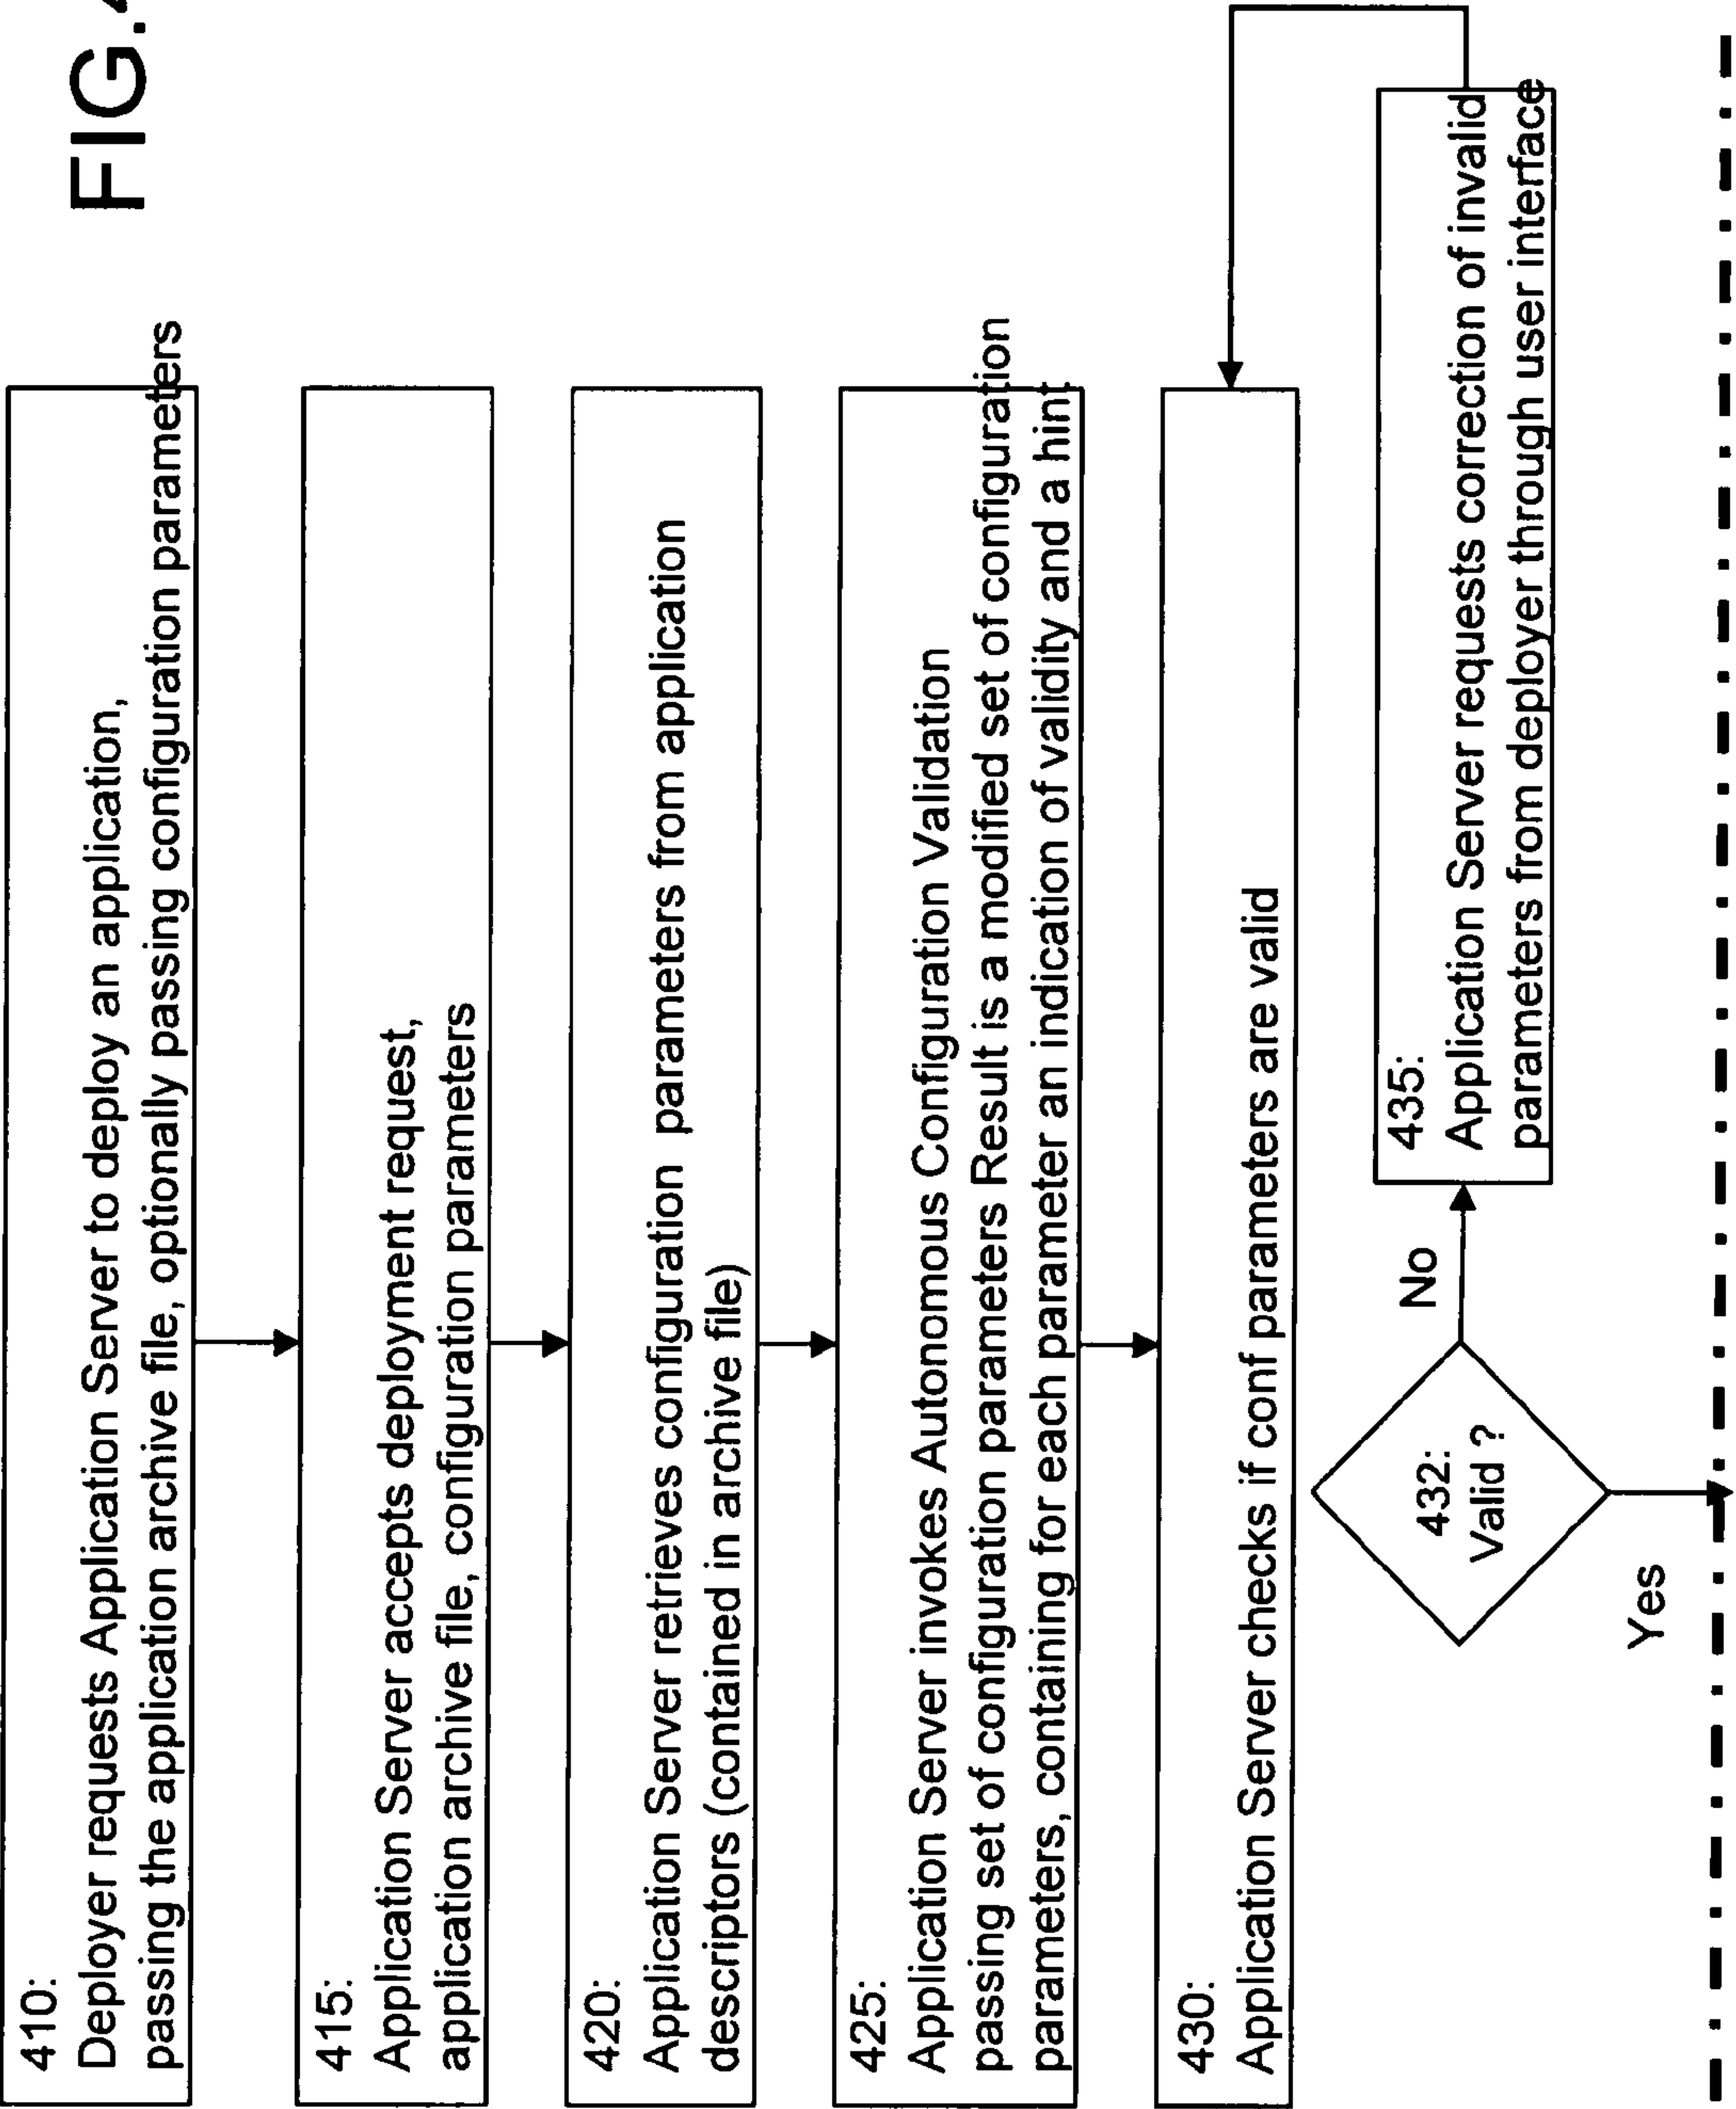 FIG.
410:
Deployer requests Application Server to deploy an application,
passing the application archive file, optionally passing configuration parameters
415:
Application Server accepts deployment request,
application archive file, configuration parameters
420:
Application Server retrieves configuration parameters from application
descriptors (contained in archive file)
425:
Application Server invokes Autonomous Configuration Validation
passing set of configuration parameters Result is a modified set of configuration
parameters, containing for each parameter an indication of validity and a hint
430:
Application Server checks if conf parameters are valid
432:
Valid ?
No
435:
Application Server requests correction of invalid
parameters from deployer through user interface
Yes